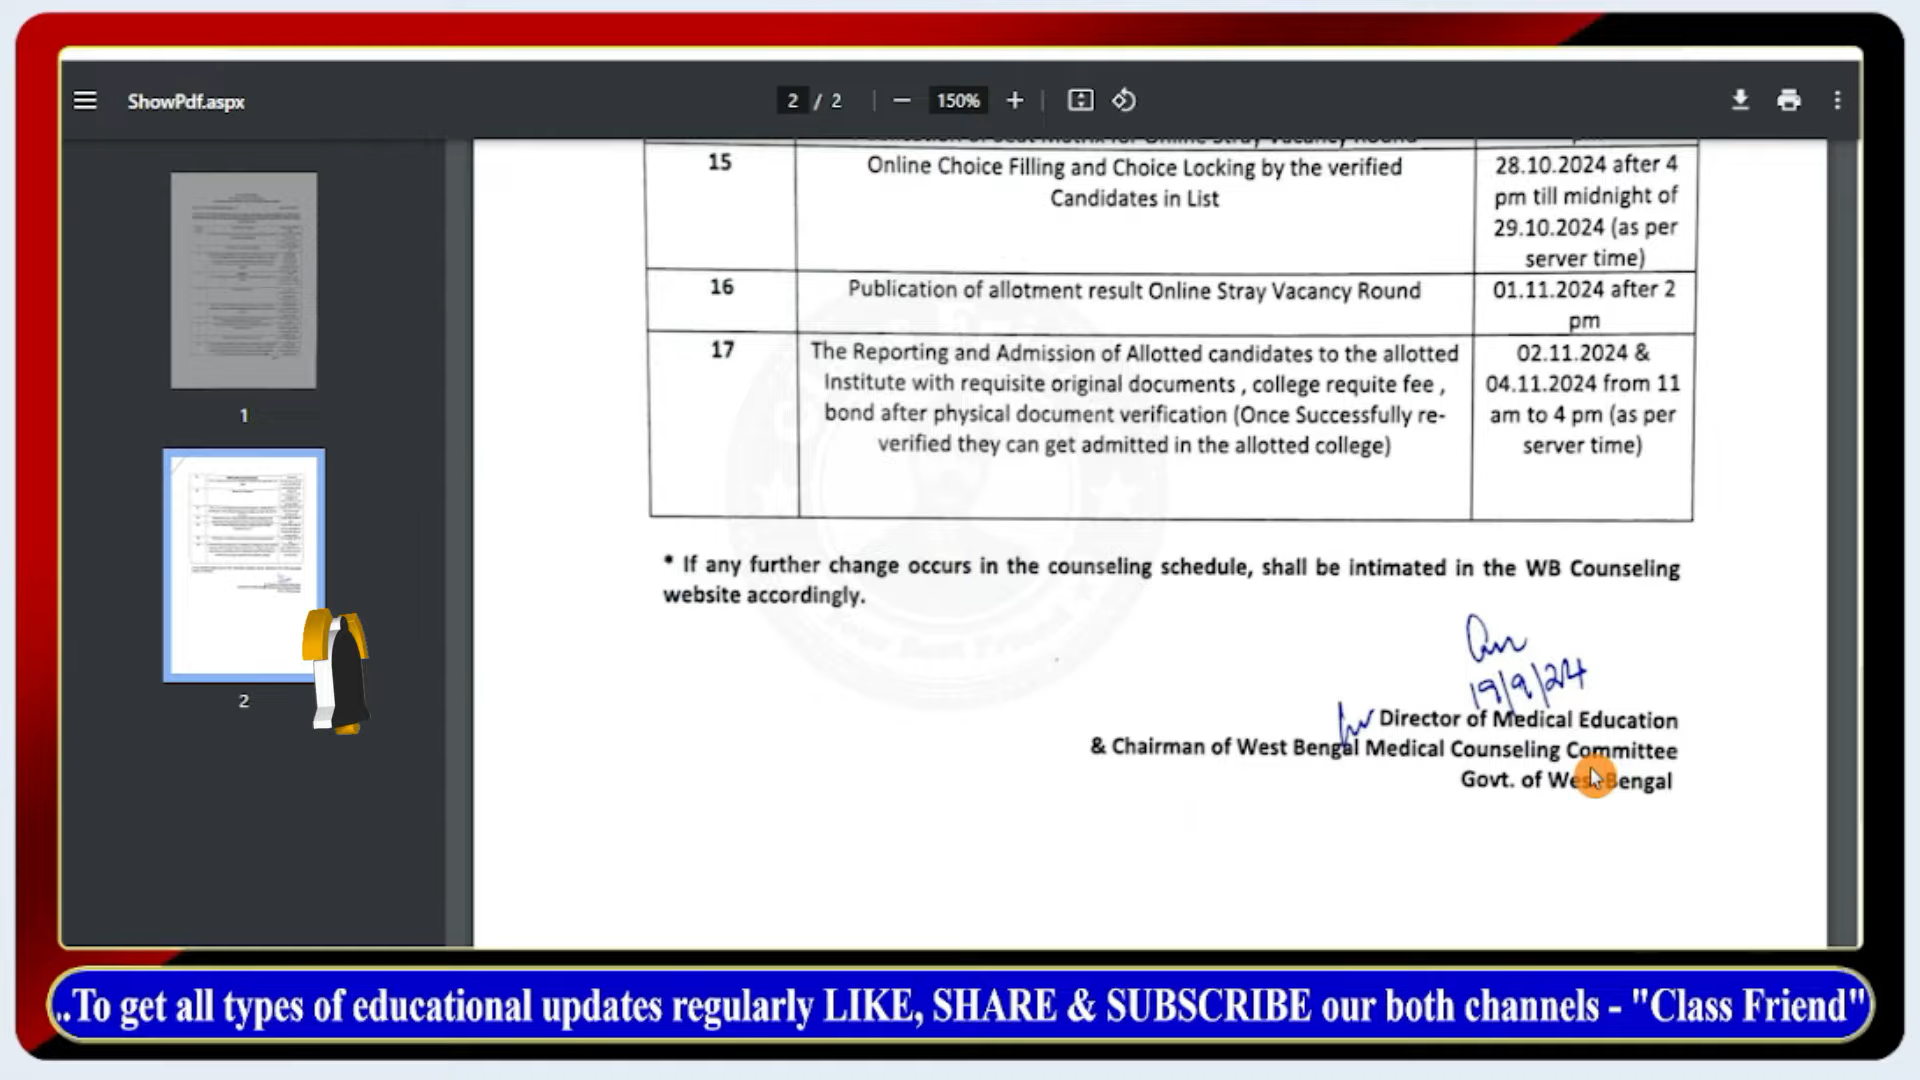 ShowPdf.aspx
2 / 2
150%
15
Online Choice Filling and Choice Locking by the verified
Candidates in List
28.10.2024 after 4
pm till midnight of
29.10.2024 (as per
server time)
16
Publication of allotment result Online Stray Vacancy Round
01.11.2024 after 2
pm
17
The Reporting and Admission of Allotted candidates to the allotted
Institute with requisite original documents , college requite fee ,
bond after physical document verification (Once Successfully re-
verified they can get admitted in the allotted college)
02.11.2024 &
04.11.2024 from 11
am to 4 pm (as per
server time)
* If any further change occurs in the counseling schedule, shall be intimated in the WB Counseling
website accordingly.
19/9/24
Director of Medical Education
& Chairman of West Bengal Medical Counseling Committee
Govt. of West Bengal
1
2
..To get all types of educational updates regularly LIKE, SHARE & SUBSCRIBE our both channels - "Class Friend"